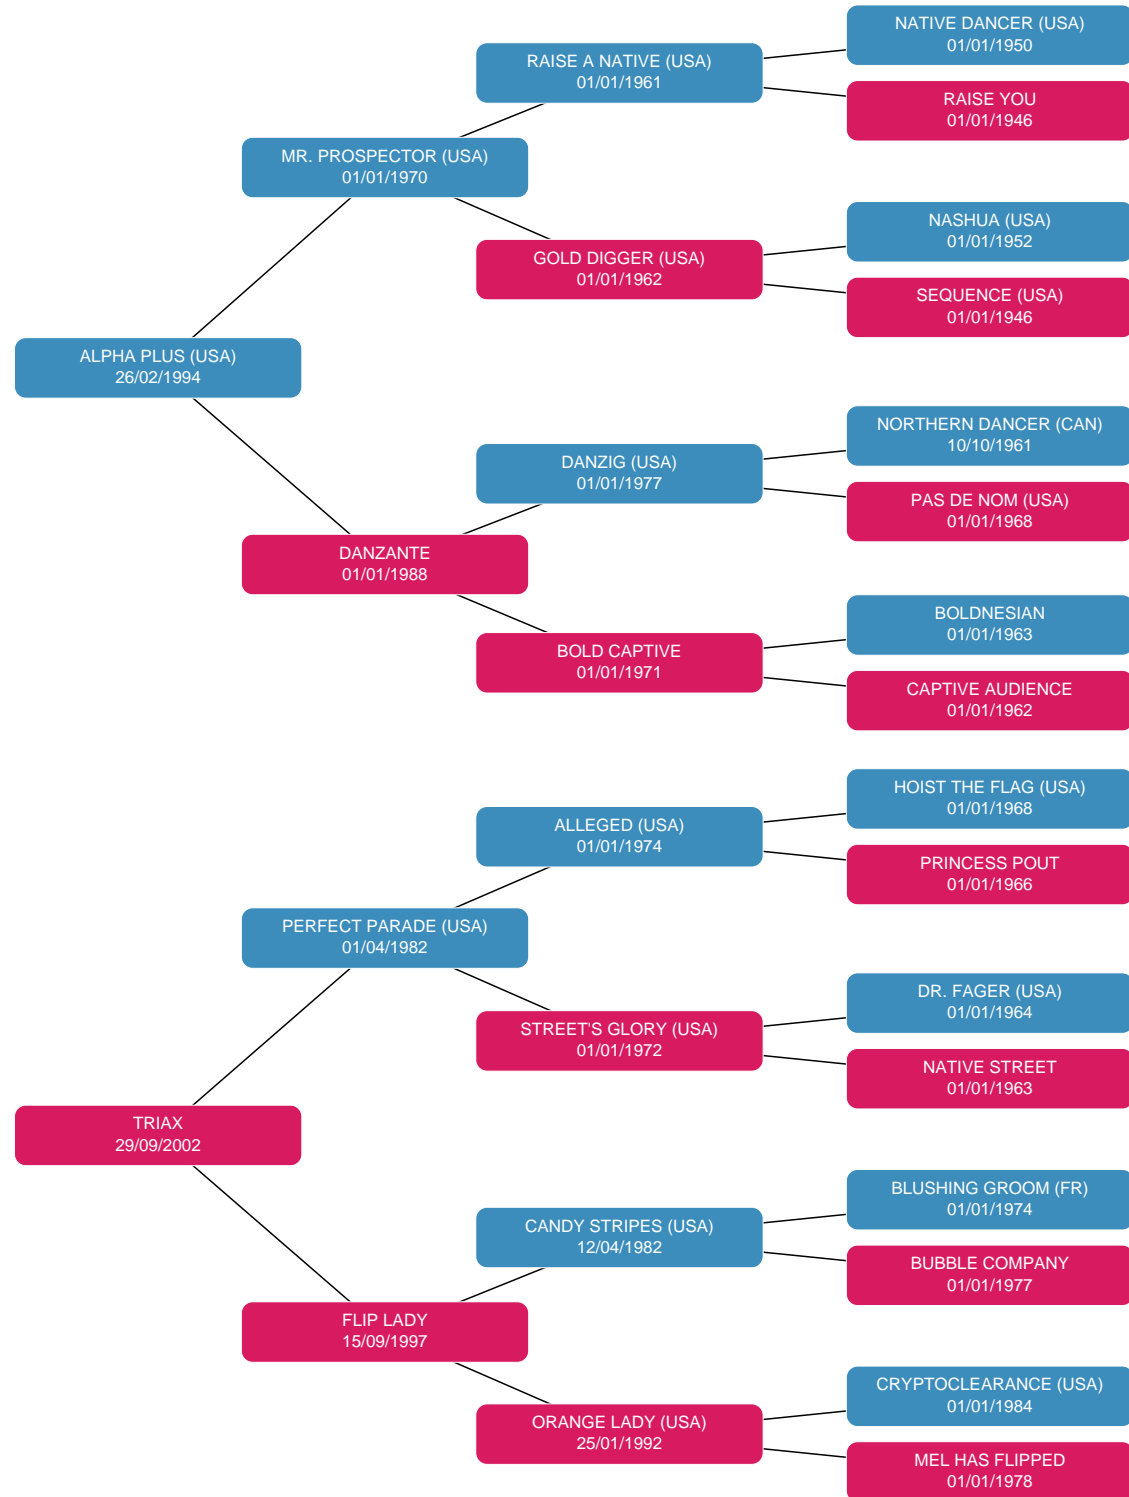 NATIVE DANCER (USA)
01/01/1950
RAISE A NATIVE (USA)
01/01/1961
RAISE YOU
01/01/1946
MR. PROSPECTOR (USA)
01/01/1970
NASHUA (USA)
01/01/1952
GOLD DIGGER (USA)
01/01/1962
SEQUENCE (USA)
01/01/1946
ALPHA PLUS (USA)
26/02/1994
NORTHERN DANCER (CAN)
10/10/1961
DANZIG (USA)
01/01/1977
PAS DE NOM (USA)
01/01/1968
DANZANTE
01/01/1988
BOLDNESIAN
01/01/1963
BOLD CAPTIVE
01/01/1971
CAPTIVE AUDIENCE
01/01/1962
HOIST THE FLAG (USA)
01/01/1968
ALLEGED (USA)
01/01/1974
PRINCESS POUT
01/01/1966
PERFECT PARADE (USA)
01/04/1982
DR. FAGER (USA)
01/01/1964
STREET'S GLORY (USA)
01/01/1972
NATIVE STREET
01/01/1963
TRIAX
29/09/2002
BLUSHING GROOM (FR)
01/01/1974
CANDY STRIPES (USA)
12/04/1982
BUBBLE COMPANY
01/01/1977
FLIP LADY
15/09/1997
CRYPTOCLEARANCE (USA)
01/01/1984
ORANGE LADY (USA)
25/01/1992
MEL HAS FLIPPED
01/01/1978